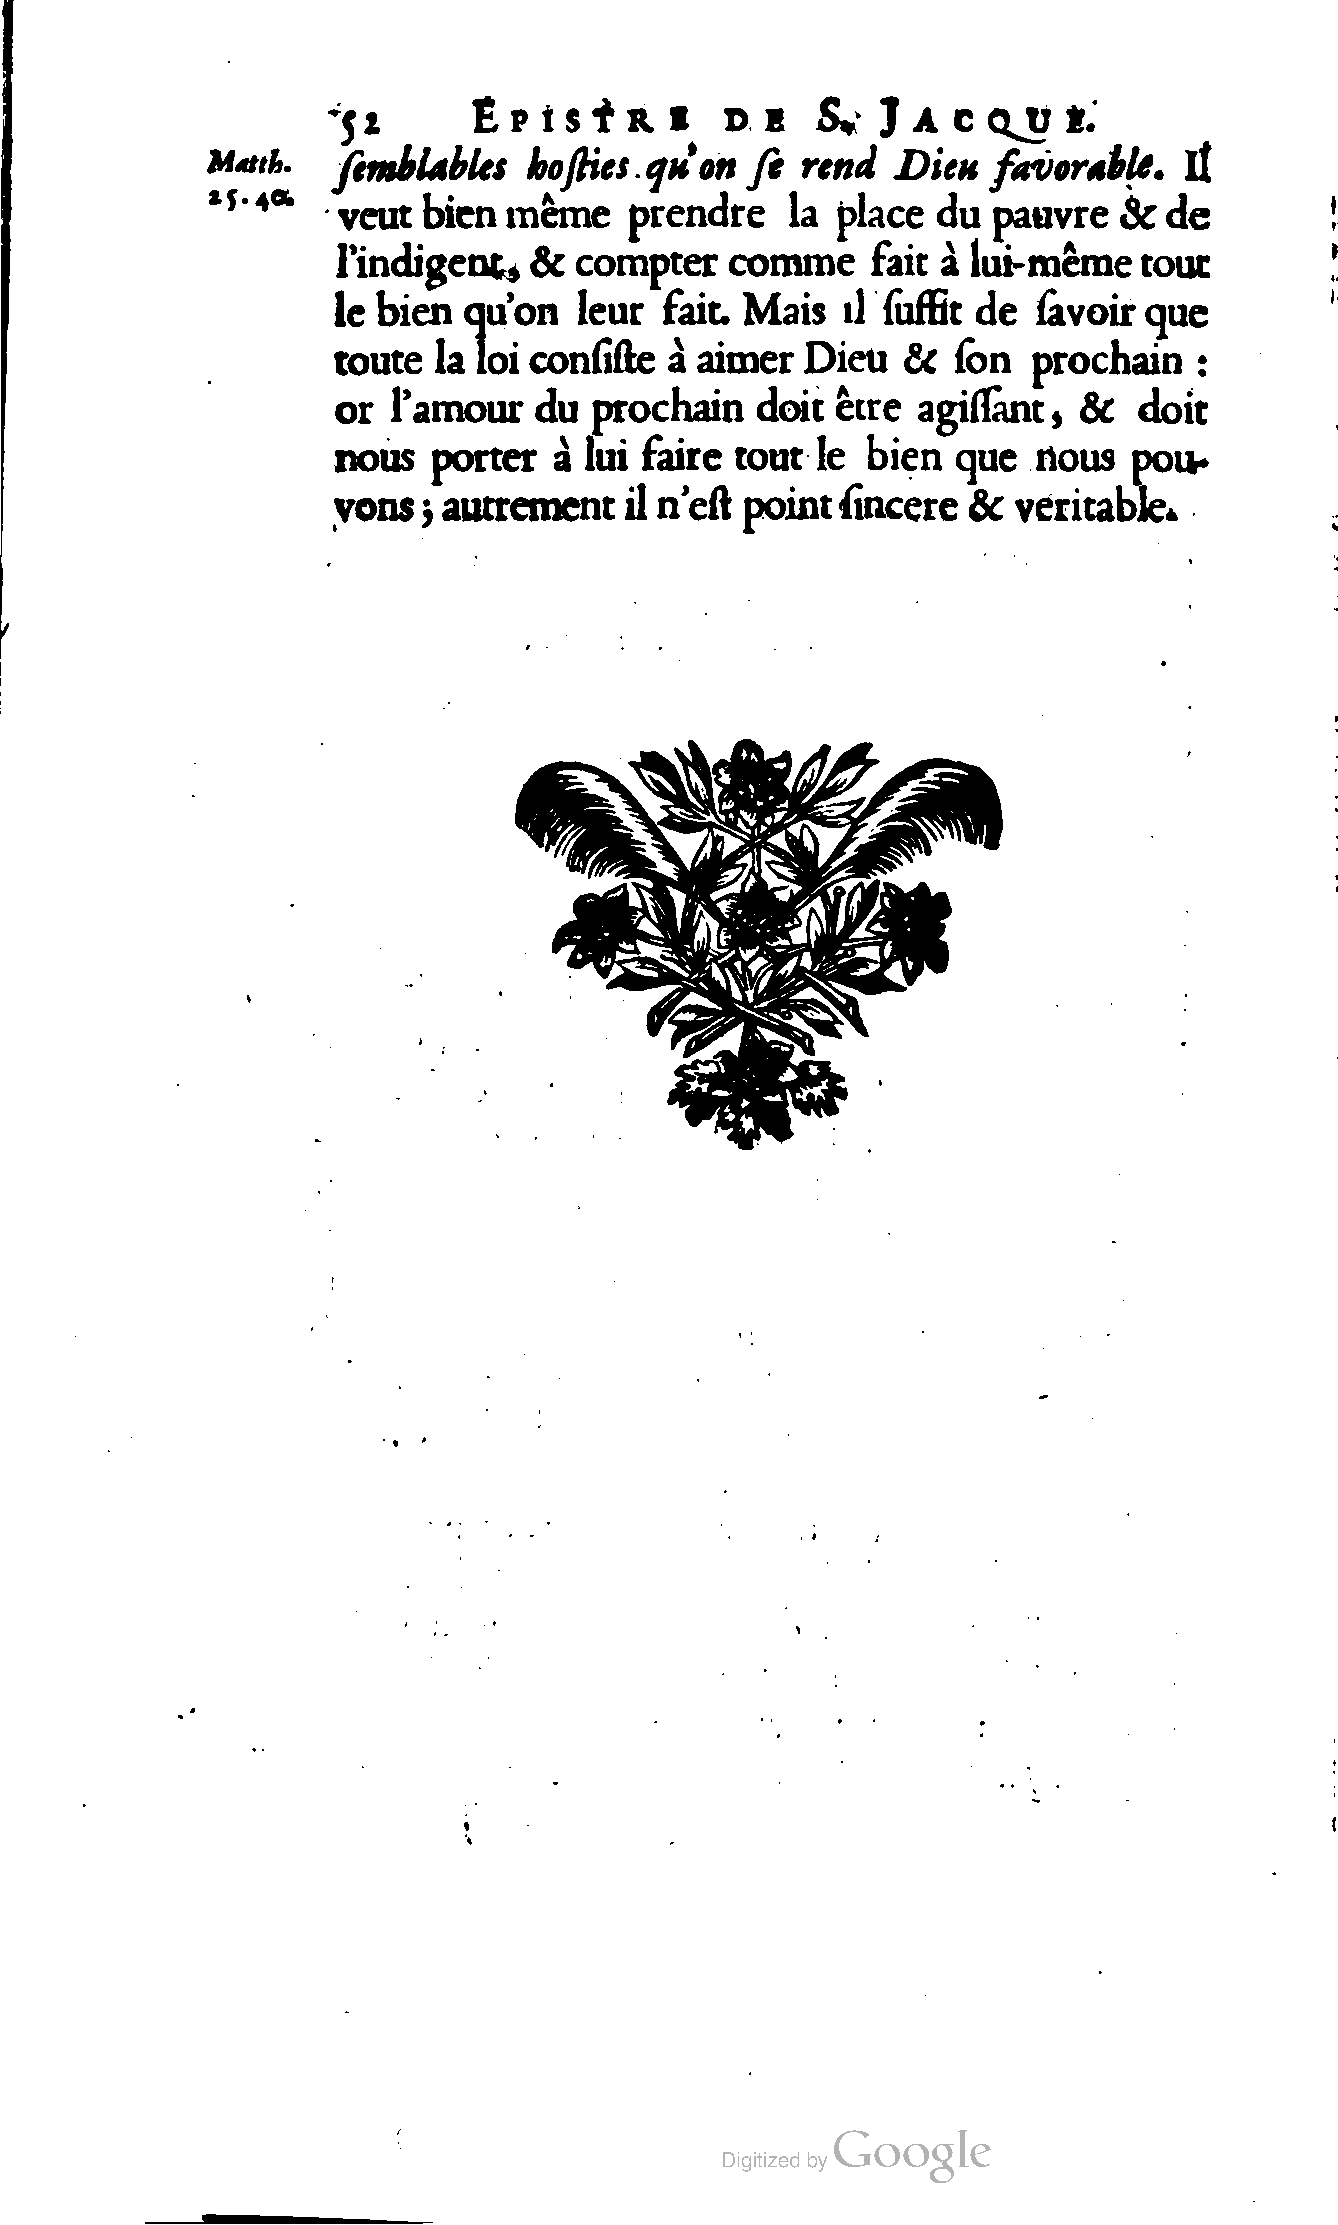 52 EPISTRE DE S. JACQUE.
Matth.
25. 40.
ſemblables hoſties qu'on ſe rend Dieu favorable. Il
veut bien même prendre la place du pauvre & de
l'indigent, & compter comme fait à lui-même tout
le bien qu'on leur fait. Mais il ſuffit de ſavoir que
toute la loi conſiſte à aimer Dieu & ſon prochain :
or l'amour du prochain doit être agiſſant, & doit
nous porter à lui faire tout le bien que nous pou-
vons ; autrement il n'eſt point ſincere & veritable.
Digitized by Google